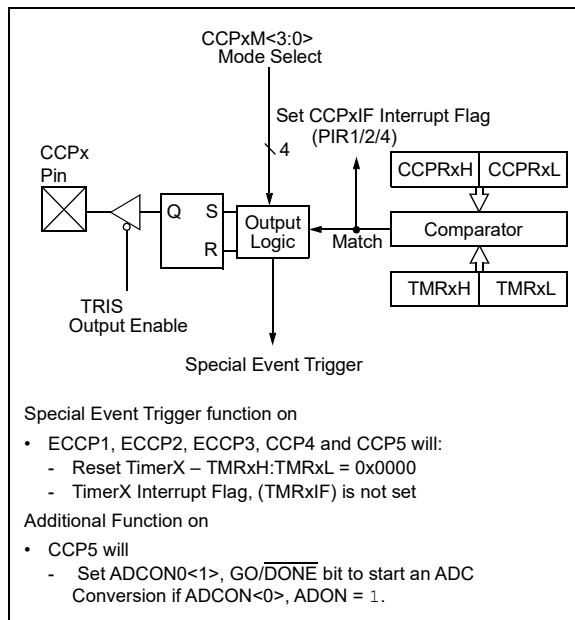 CCPxM<3:0>
Mode Select
Set CCPxIF Interrupt Flag
(PIR1/2/4)
4
CCPx
Pin
CCPRxH CCPRxL
Q S
R
Output
Logic
Match
Comparator
TRIS
Output Enable
TMRxH TMRxL
Special Event Trigger
Special Event Trigger function on
• ECCP1, ECCP2, ECCP3, CCP4 and CCP5 will:
- Reset TimerX – TMRxH:TMRxL = 0x0000
- TimerX Interrupt Flag, (TMRxIF) is not set
Additional Function on
• CCP5 will
- Set ADCON0<1>, GO/DONE bit to start an ADC
Conversion if ADCON<0>, ADON = 1.